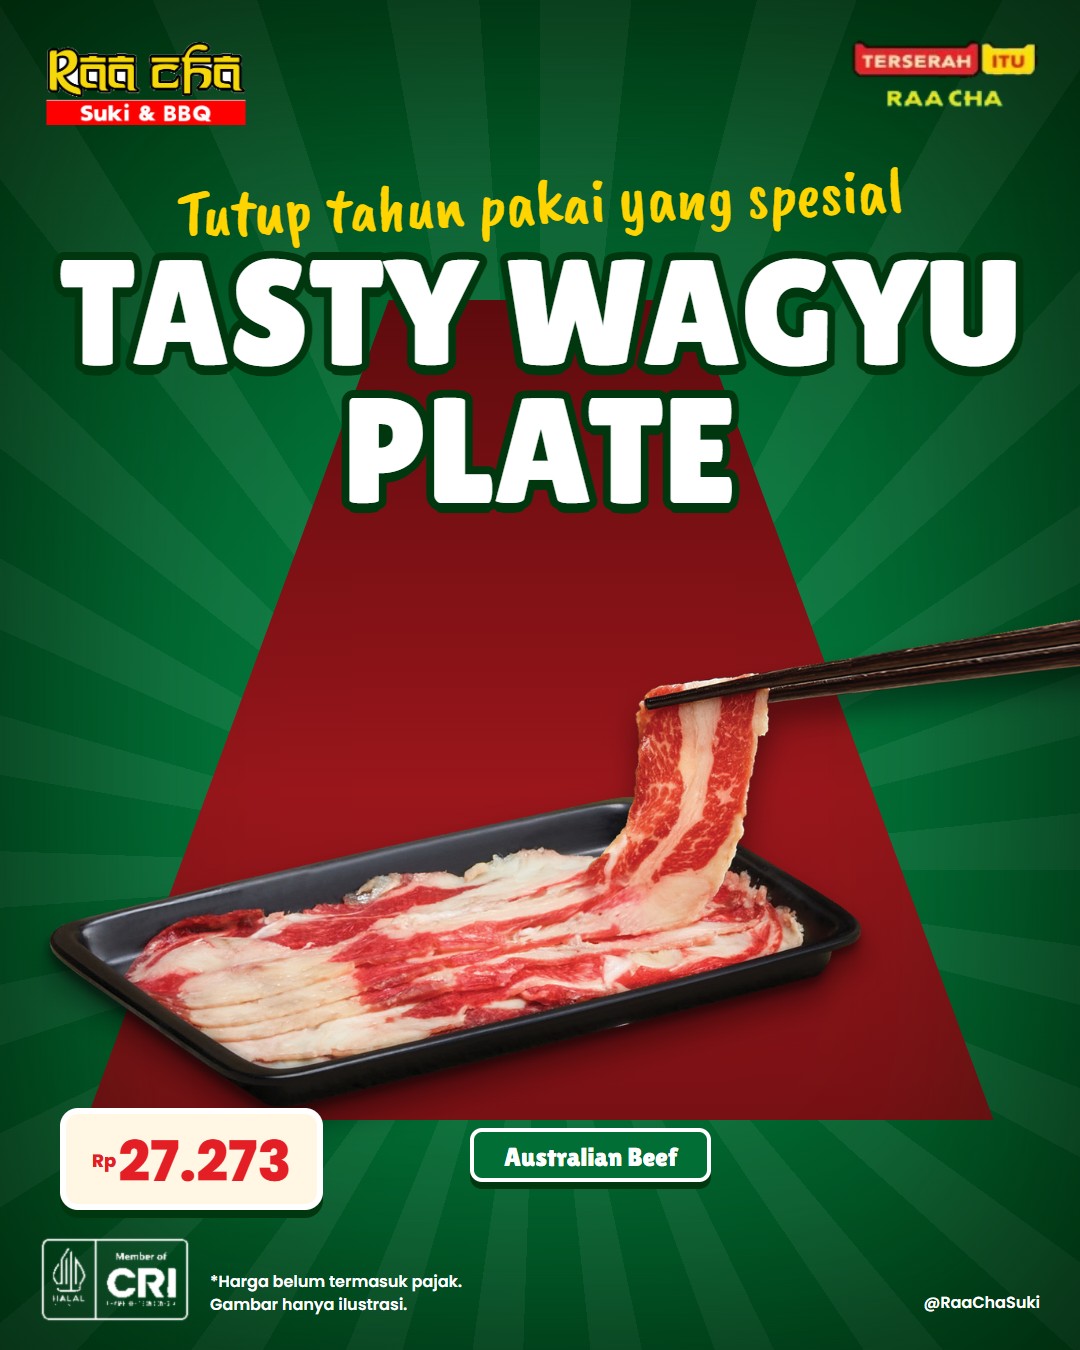 Raa cha
Suki & BBQ
TERSERAH ITU
RAA CHA
Tutup tahun pakai yang spesial
TASTY WAGYU
PLATE
Rp27.273
Australian Beef
HALAL
Member of
CRI
*Harga belum termasuk pajak.
Gambar hanya ilustrasi.
@RaaChaSuki